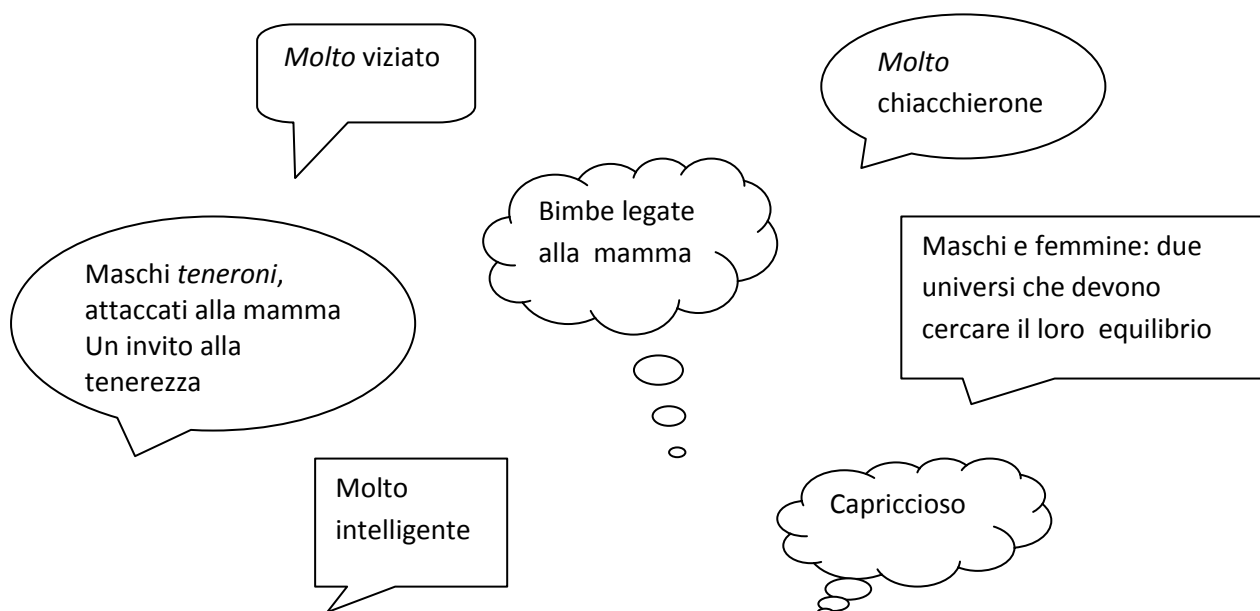 Molto viziato
Molto
chiacchierone
Bimbe legate
alla mamma
Maschi e femmine: due
universi che devono
cercare il loro equilibrio
Maschi teneroni,
attaccati alla mamma
Un invito alla
tenerezza
Molto
intelligente
Capriccioso